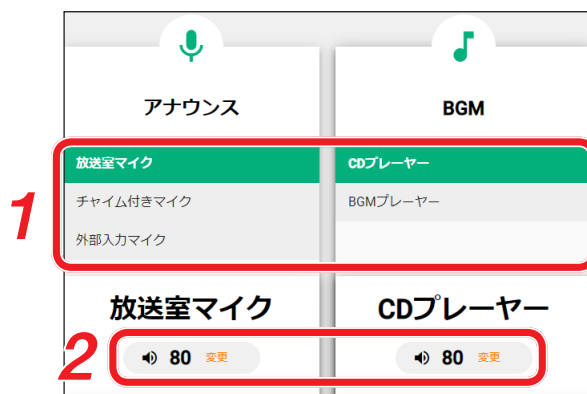 アナウンス
BGM
1
放送室マイク
チャイム付きマイク
外部入力マイク
CDプレーヤー
BGMプレーヤー
放送室マイク
CDプレーヤー
2
80 変更
80 変更